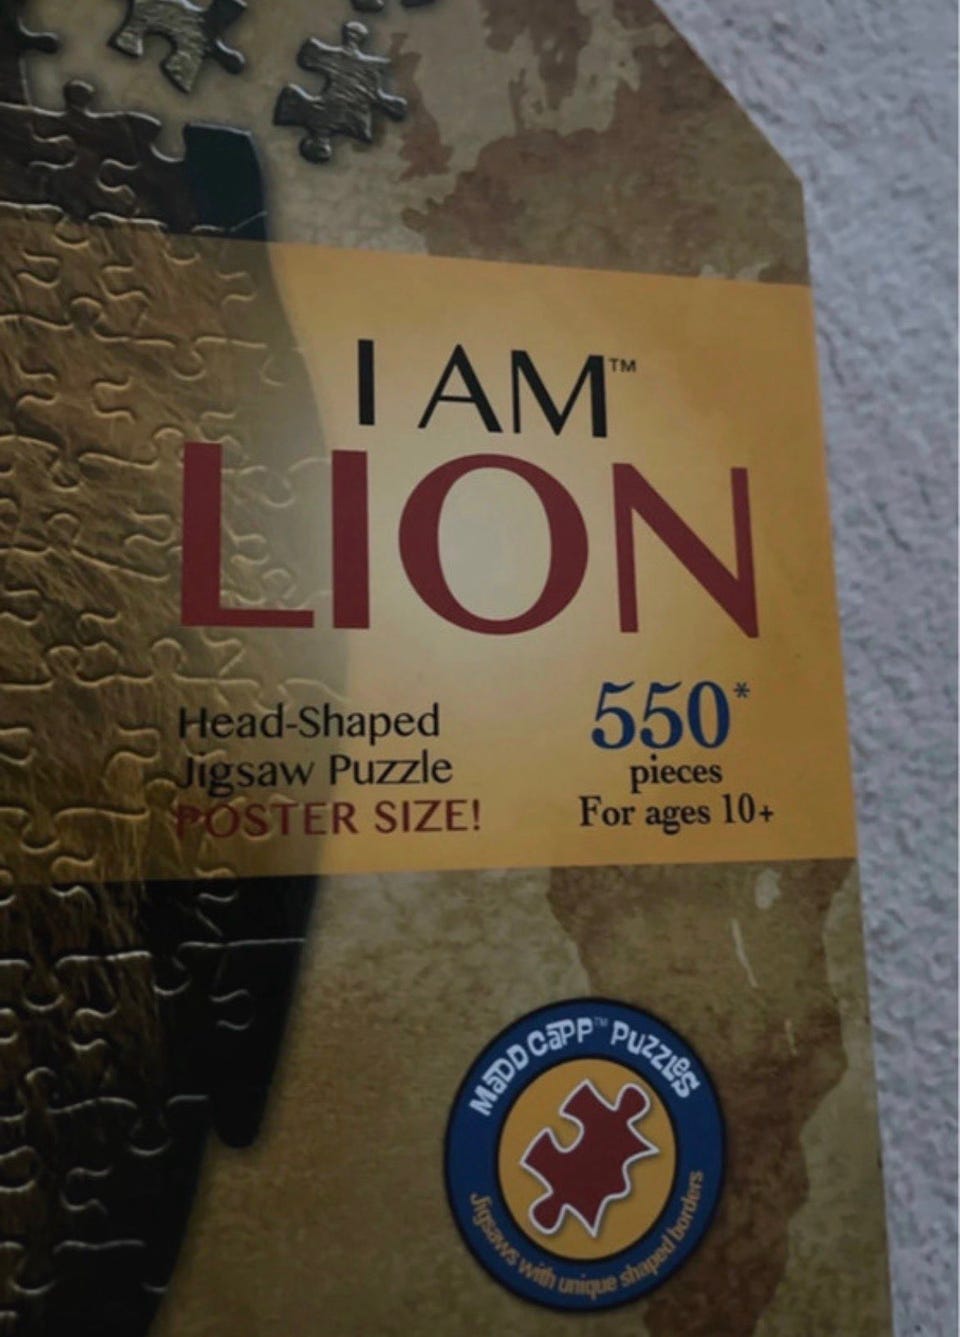 I AM™
LION
Head-Shaped
Jigsaw Puzzle
POSTER SIZE!
550*
pieces
For ages 10+
MADD CAPP™ PUZZLES
Jigsaws with unique shaped borders